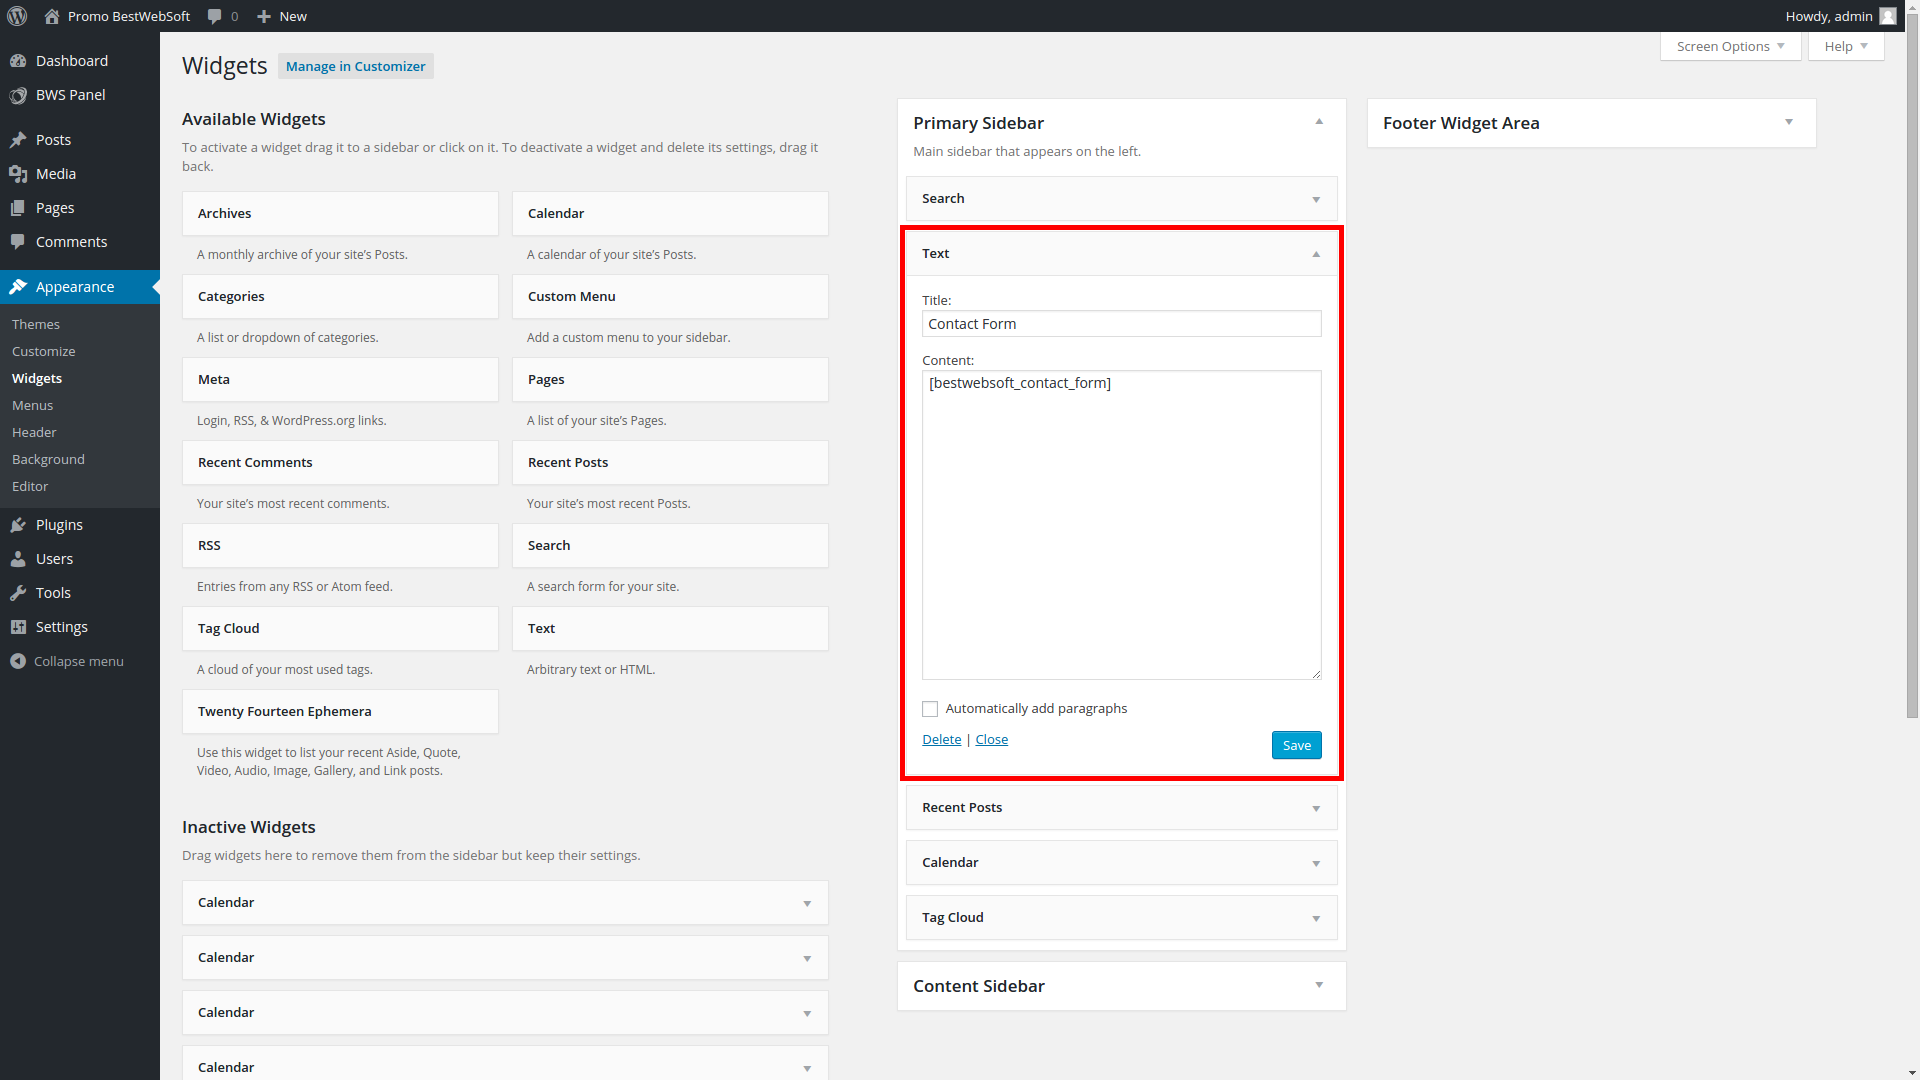 Promo BestWebSoft
0
New
Howdy, admin
Dashboard
BWS Panel
Posts
Media
Pages
Comments
Appearance
Themes
Customize
Widgets
Menus
Header
Background
Editor
Plugins
Users
Tools
Settings
Collapse menu
Screen Options
Help
Widgets
Manage in Customizer
Available Widgets
To activate a widget drag it to a sidebar or click on it. To deactivate a widget and delete its settings, drag it
back.
Archives
A monthly archive of your site's Posts.
Calendar
A calendar of your site's Posts.
Categories
A list or dropdown of categories.
Custom Menu
Add a custom menu to your sidebar.
Meta
Login, RSS, & WordPress.org links.
Pages
A list of your site's Pages.
Recent Comments
Your site's most recent comments.
Recent Posts
Your site's most recent Posts.
RSS
Entries from any RSS or Atom feed.
Search
A search form for your site.
Tag Cloud
A cloud of your most used tags.
Text
Arbitrary text or HTML.
Twenty Fourteen Ephemera
Use this widget to list your recent Aside, Quote,
Video, Audio, Image, Gallery, and Link posts.
Inactive Widgets
Drag widgets here to remove them from the sidebar but keep their settings.
Calendar
Calendar
Calendar
Calendar
Primary Sidebar
Main sidebar that appears on the left.
Search
Text
Title:
Contact Form
Content:
[bestwebsoft_contact_form]
Automatically add paragraphs
Delete | Close
Save
Recent Posts
Calendar
Tag Cloud
Content Sidebar
Footer Widget Area